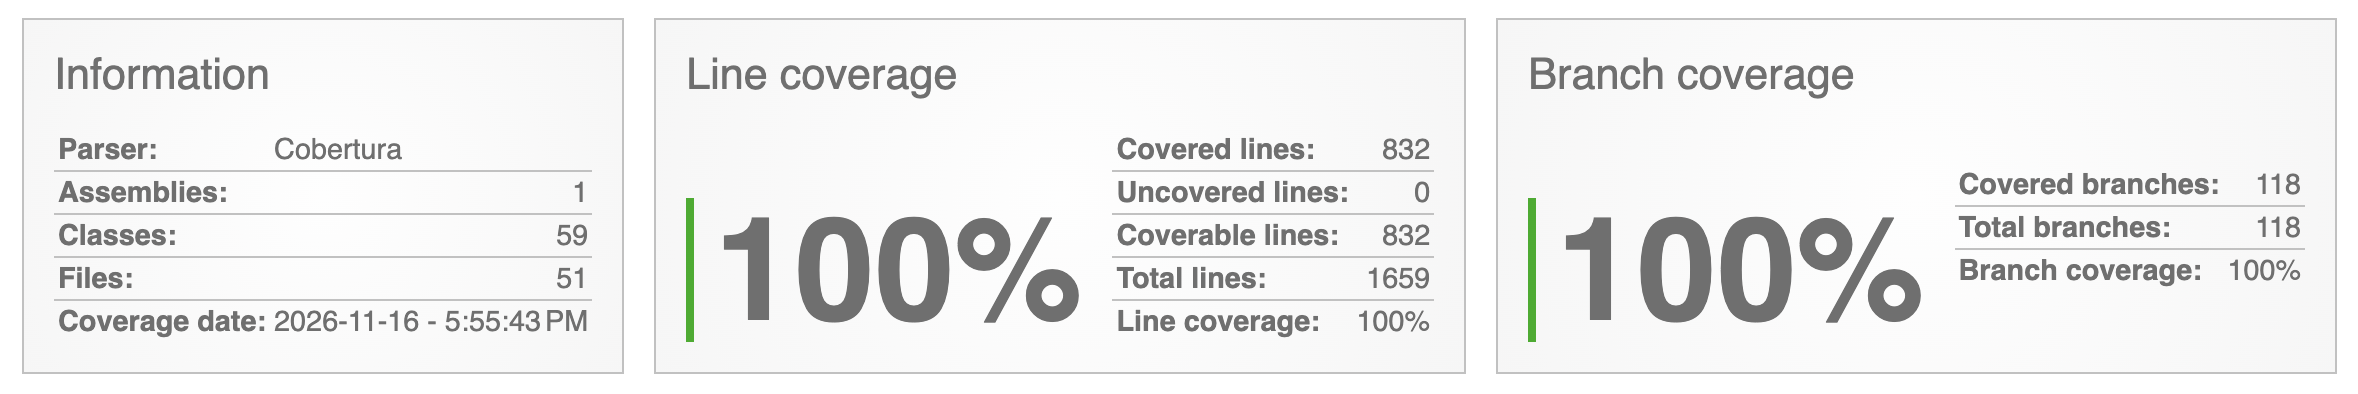 Information
Parser: Cobertura
Assemblies: 1
Classes: 59
Files: 51
Coverage date: 2026-11-16 - 5:55:43 PM
Line coverage
100%
Covered lines: 832
Uncovered lines: 0
Coverable lines: 832
Total lines: 1659
Line coverage: 100%
Branch coverage
100%
Covered branches: 118
Total branches: 118
Branch coverage: 100%